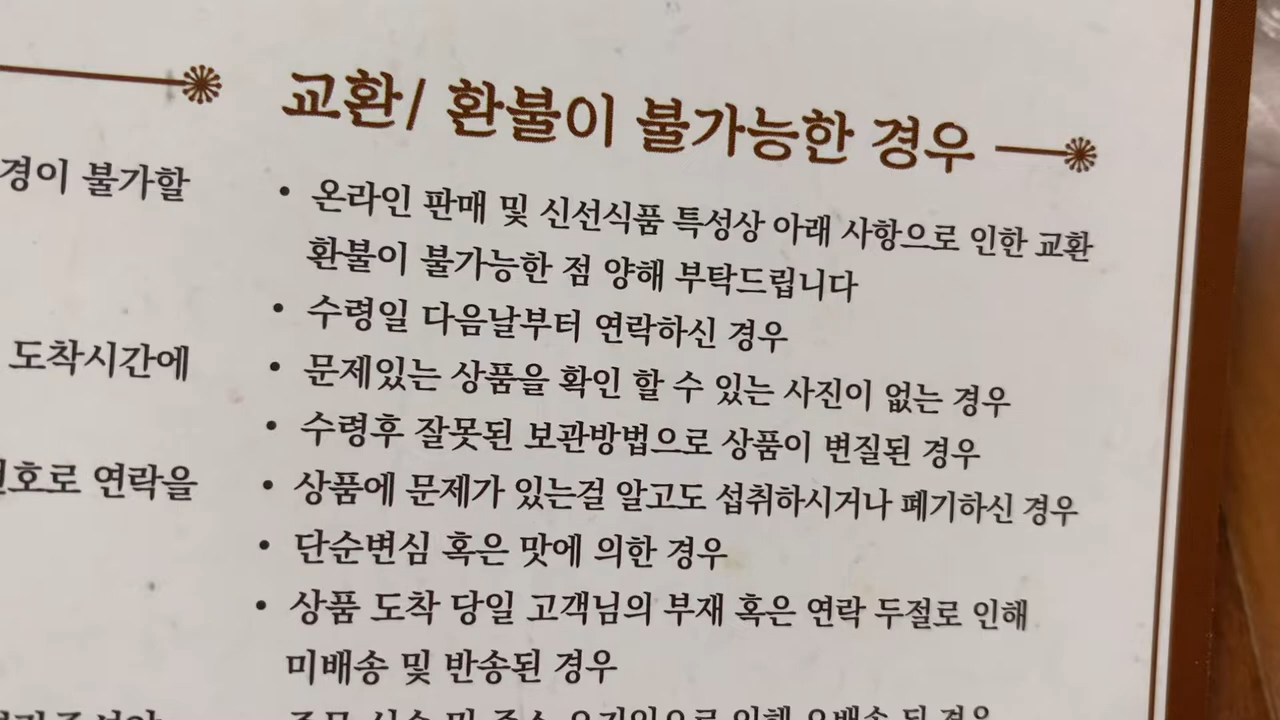 교환/ 환불이 불가능한 경우
경이 불가할
도착시간에
연락을
• 온라인 판매 및 신선식품 특성상 아래 사항으로 인한 교환
환불이 불가능한 점 양해 부탁드립니다
• 수령일 다음날부터 연락하신 경우
• 문제있는 상품을 확인 할 수 있는 사진이 없는 경우
• 수령후 잘못된 보관방법으로 상품이 변질된 경우
• 상품에 문제가 있는걸 알고도 섭취하시거나 폐기하신 경우
• 단순변심 혹은 맛에 의한 경우
• 상품 도착 당일 고객님의 부재 혹은 연락 두절로 인해
미배송 및 반송된 경우